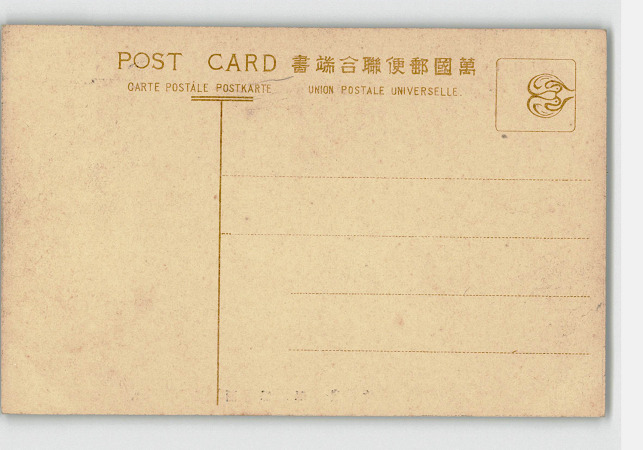 POST CARD 萬國郵便聯合端書
CARTE POSTALE POSTKARTE UNION POSTALE UNIVERSELLE.